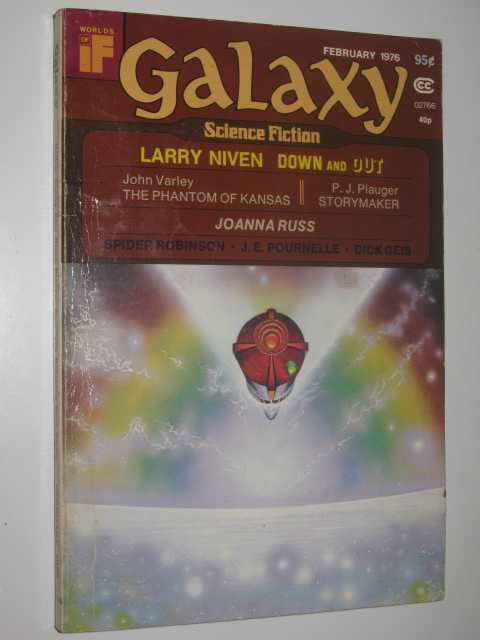 WORLDS
OF
IF
FEBRUARY 1976
95¢
Galaxy
CC
02766
40p
Science Fiction
LARRY NIVEN DOWN AND OUT
John Varley
THE PHANTOM OF KANSAS
P. J. Plauger
STORYMAKER
JOANNA RUSS
SPIDER ROBINSON · J. E. POURNELLE · DICK GEIS